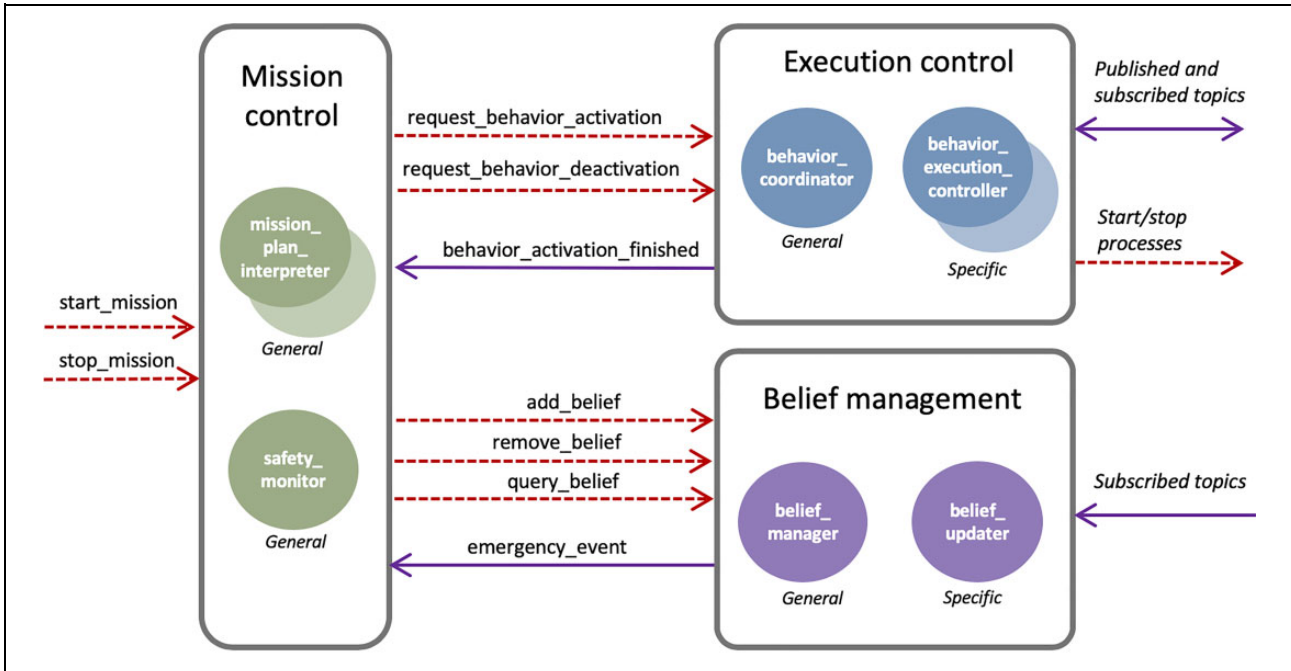 Mission
control
mission_
plan_
interpreter
General
safety_
monitor
General
start_mission
stop_mission
request_behavior_activation
request_behavior_deactivation
behavior_activation_finished
add_belief
remove_belief
query_belief
emergency_event
Execution control
behavior_
coordinator
General
behavior_
execution_
controller
Specific
Published and
subscribed topics
Start/stop
processes
Belief management
belief_
manager
General
belief_
updater
Specific
Subscribed topics